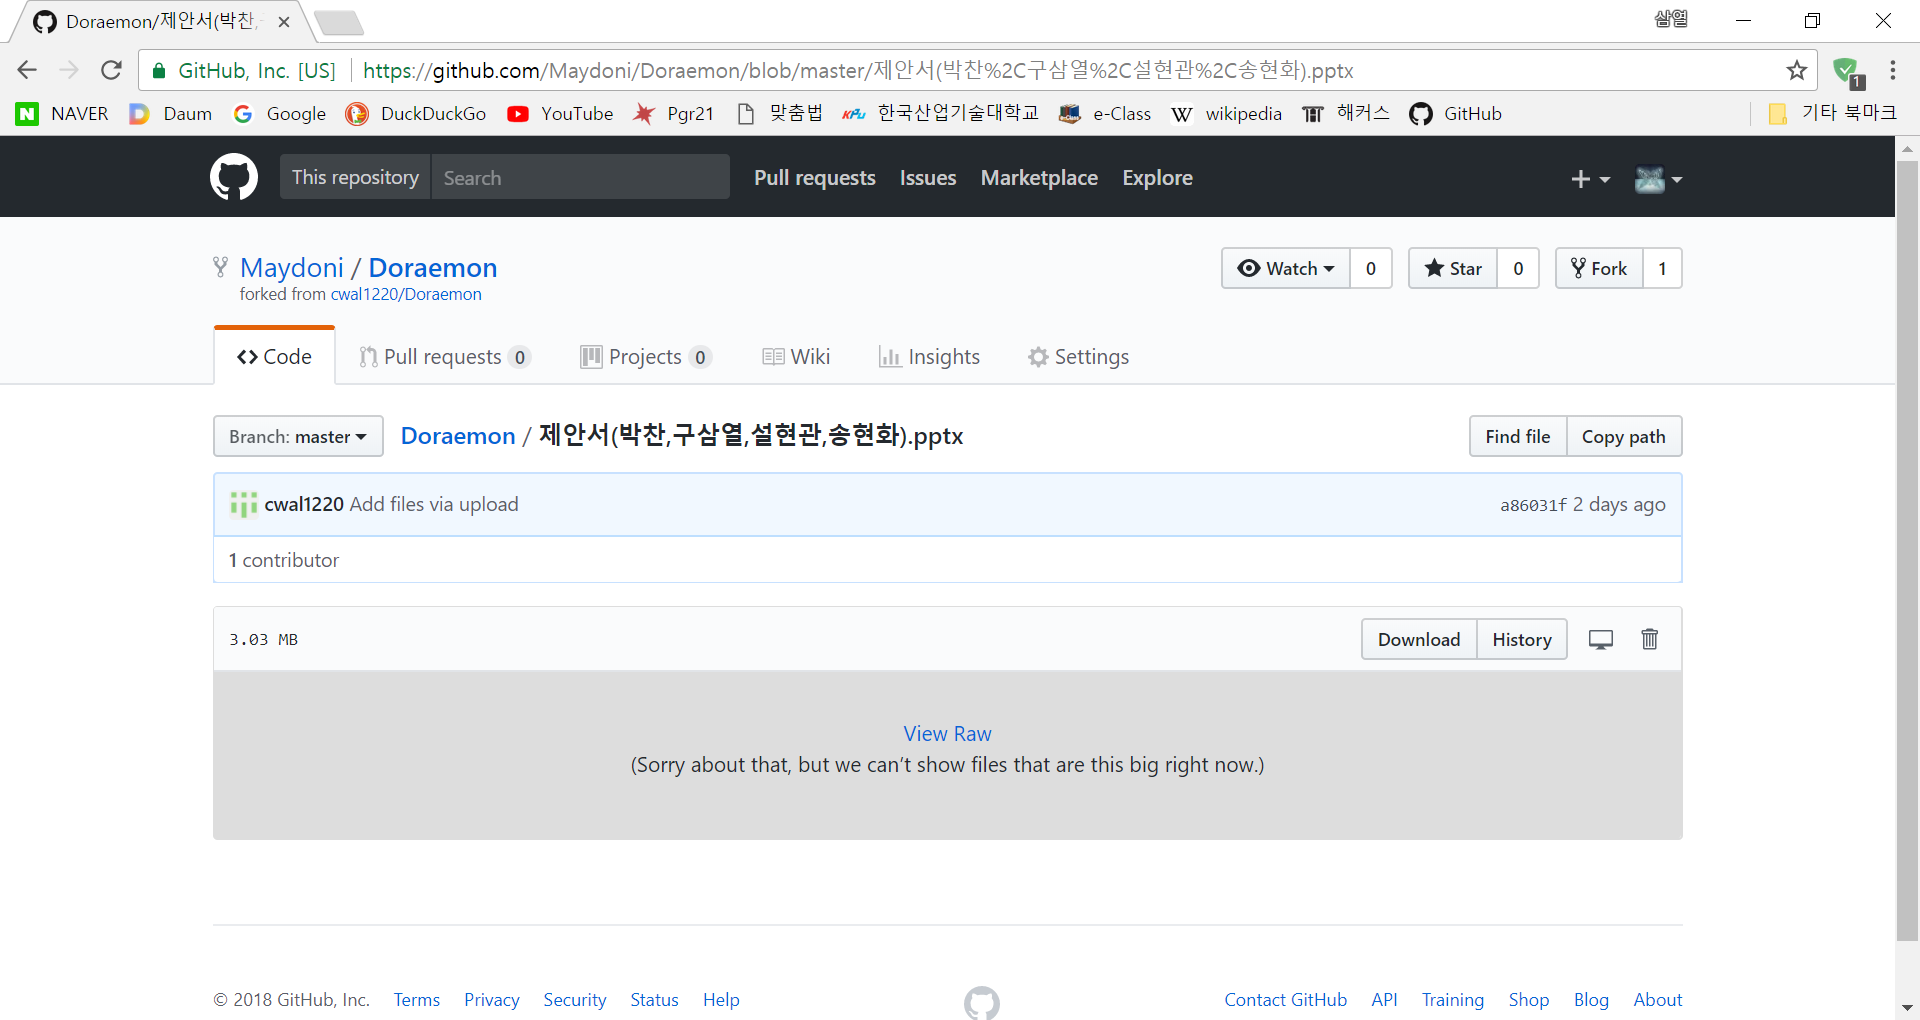 Doraemon/제안서(박찬,
삼열
GitHub, Inc. [US] https://github.com/Maydoni/Doraemon/blob/master/제안서(박찬%2C구삼열%2C설현관%2C송현화).pptx
1
NAVER Daum Google DuckDuckGo YouTube Pgr21 맞춤법 한국산업기술대학교 e-Class wikipedia 해커스 GitHub 기타 북마크
This repository Search Pull requests Issues Marketplace Explore
Maydoni / Doraemon Watch 0 Star 0 Fork 1
forked from cwal1220/Doraemon
Code Pull requests 0 Projects 0 Wiki Insights Settings
Branch: master Doraemon / 제안서(박찬,구삼열,설현관,송현화).pptx Find file Copy path
cwal1220 Add files via upload a86031f 2 days ago
1 contributor
3.03 MB Download History
View Raw
(Sorry about that, but we can’t show files that are this big right now.)
© 2018 GitHub, Inc. Terms Privacy Security Status Help Contact GitHub API Training Shop Blog About